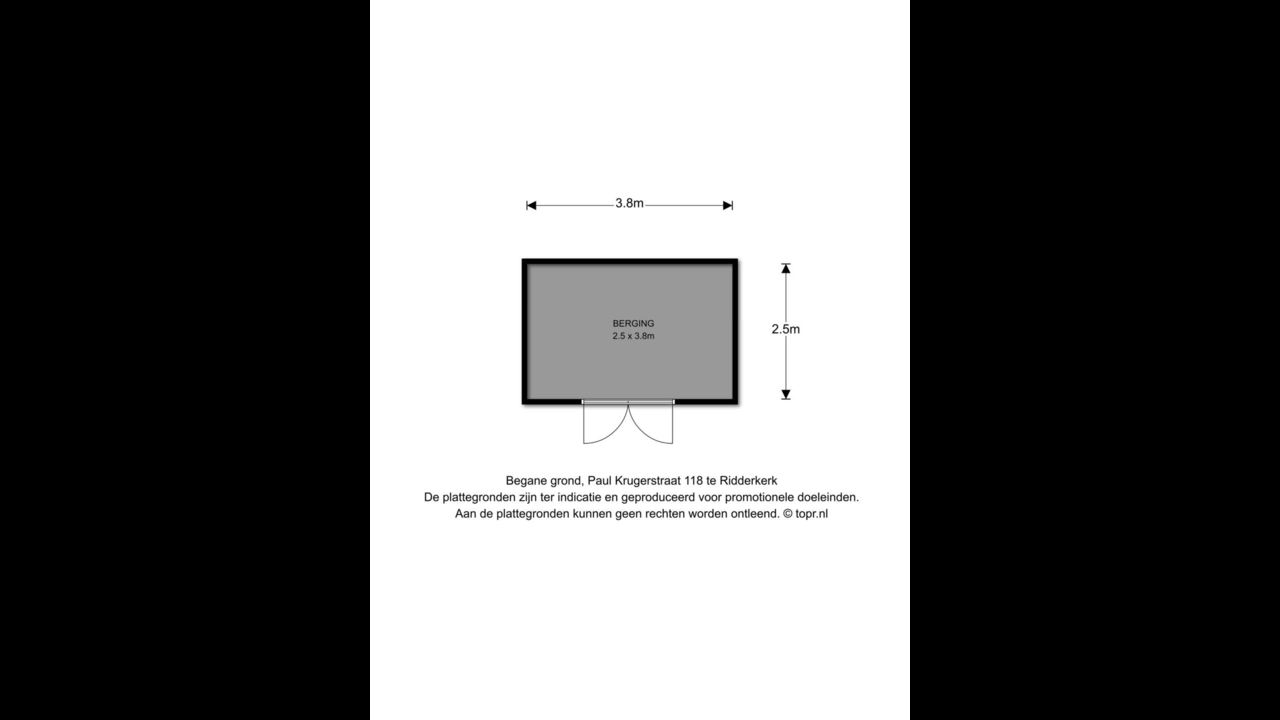 3.8m
BERGING
2.5 x 3.8m
2.5m
Begane grond, Paul Krugerstraat 118 te Ridderkerk
De plattegronden zijn ter indicatie en geproduceerd voor promotionele doeleinden.
Aan de plattegronden kunnen geen rechten worden ontleend. © topr.nl